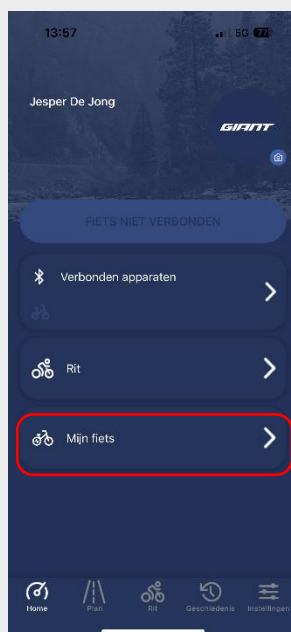 13:57
5G 77
Jesper De Jong
GIANT
FIETS NIET VERBONDEN
Verbonden apparaten
Rit
Mijn fiets
Home Plan Rit Geschiedenis Instellingen